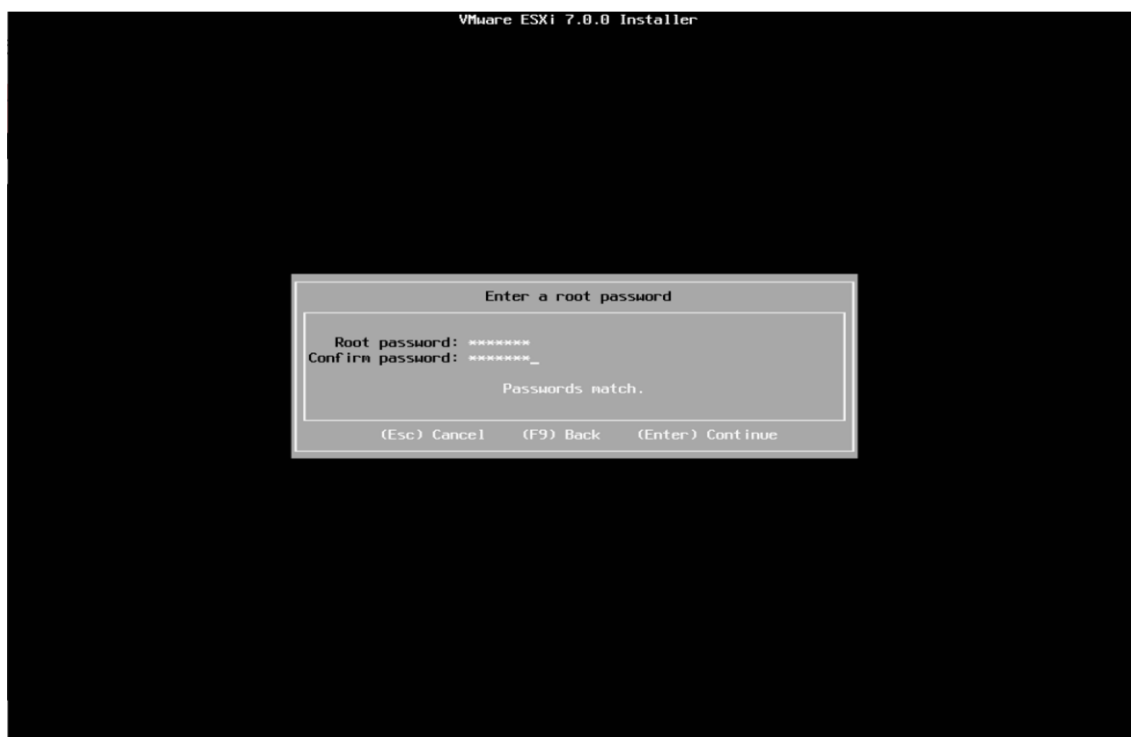 VMware ESXi 7.0.0 Installer
Enter a root password
Root password: *******
Confirm password: *******_
Passwords match.
(Esc) Cancel (F9) Back (Enter) Continue